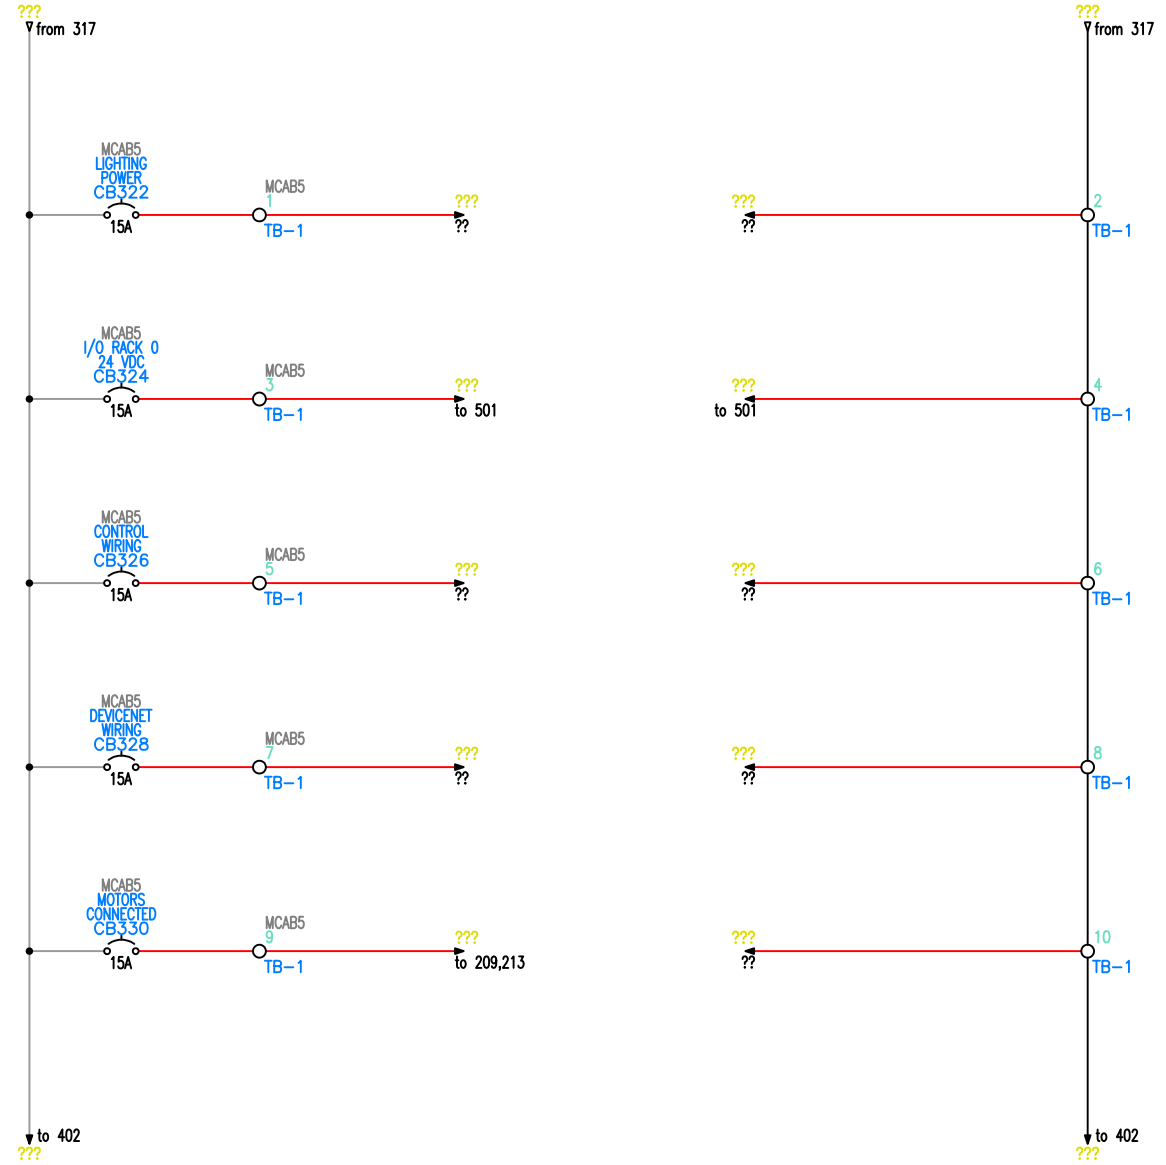 ??? ???
from 317 from 317
MCAB5
LIGHTING
POWER
CB322
15A
MCAB5
1
TB-1
???
??
???
??
2
TB-1
MCAB5
I/O RACK 0
24 VDC
CB324
15A
MCAB5
3
TB-1
???
to 501
???
to 501
4
TB-1
MCAB5
CONTROL
WIRING
CB326
15A
MCAB5
5
TB-1
???
??
???
??
6
TB-1
MCAB5
DEVICENET
WIRING
CB328
15A
MCAB5
7
TB-1
???
??
???
??
8
TB-1
MCAB5
MOTORS
CONNECTED
CB330
15A
MCAB5
9
TB-1
???
to 209,213
???
??
10
TB-1
to 402 to 402
??? ???